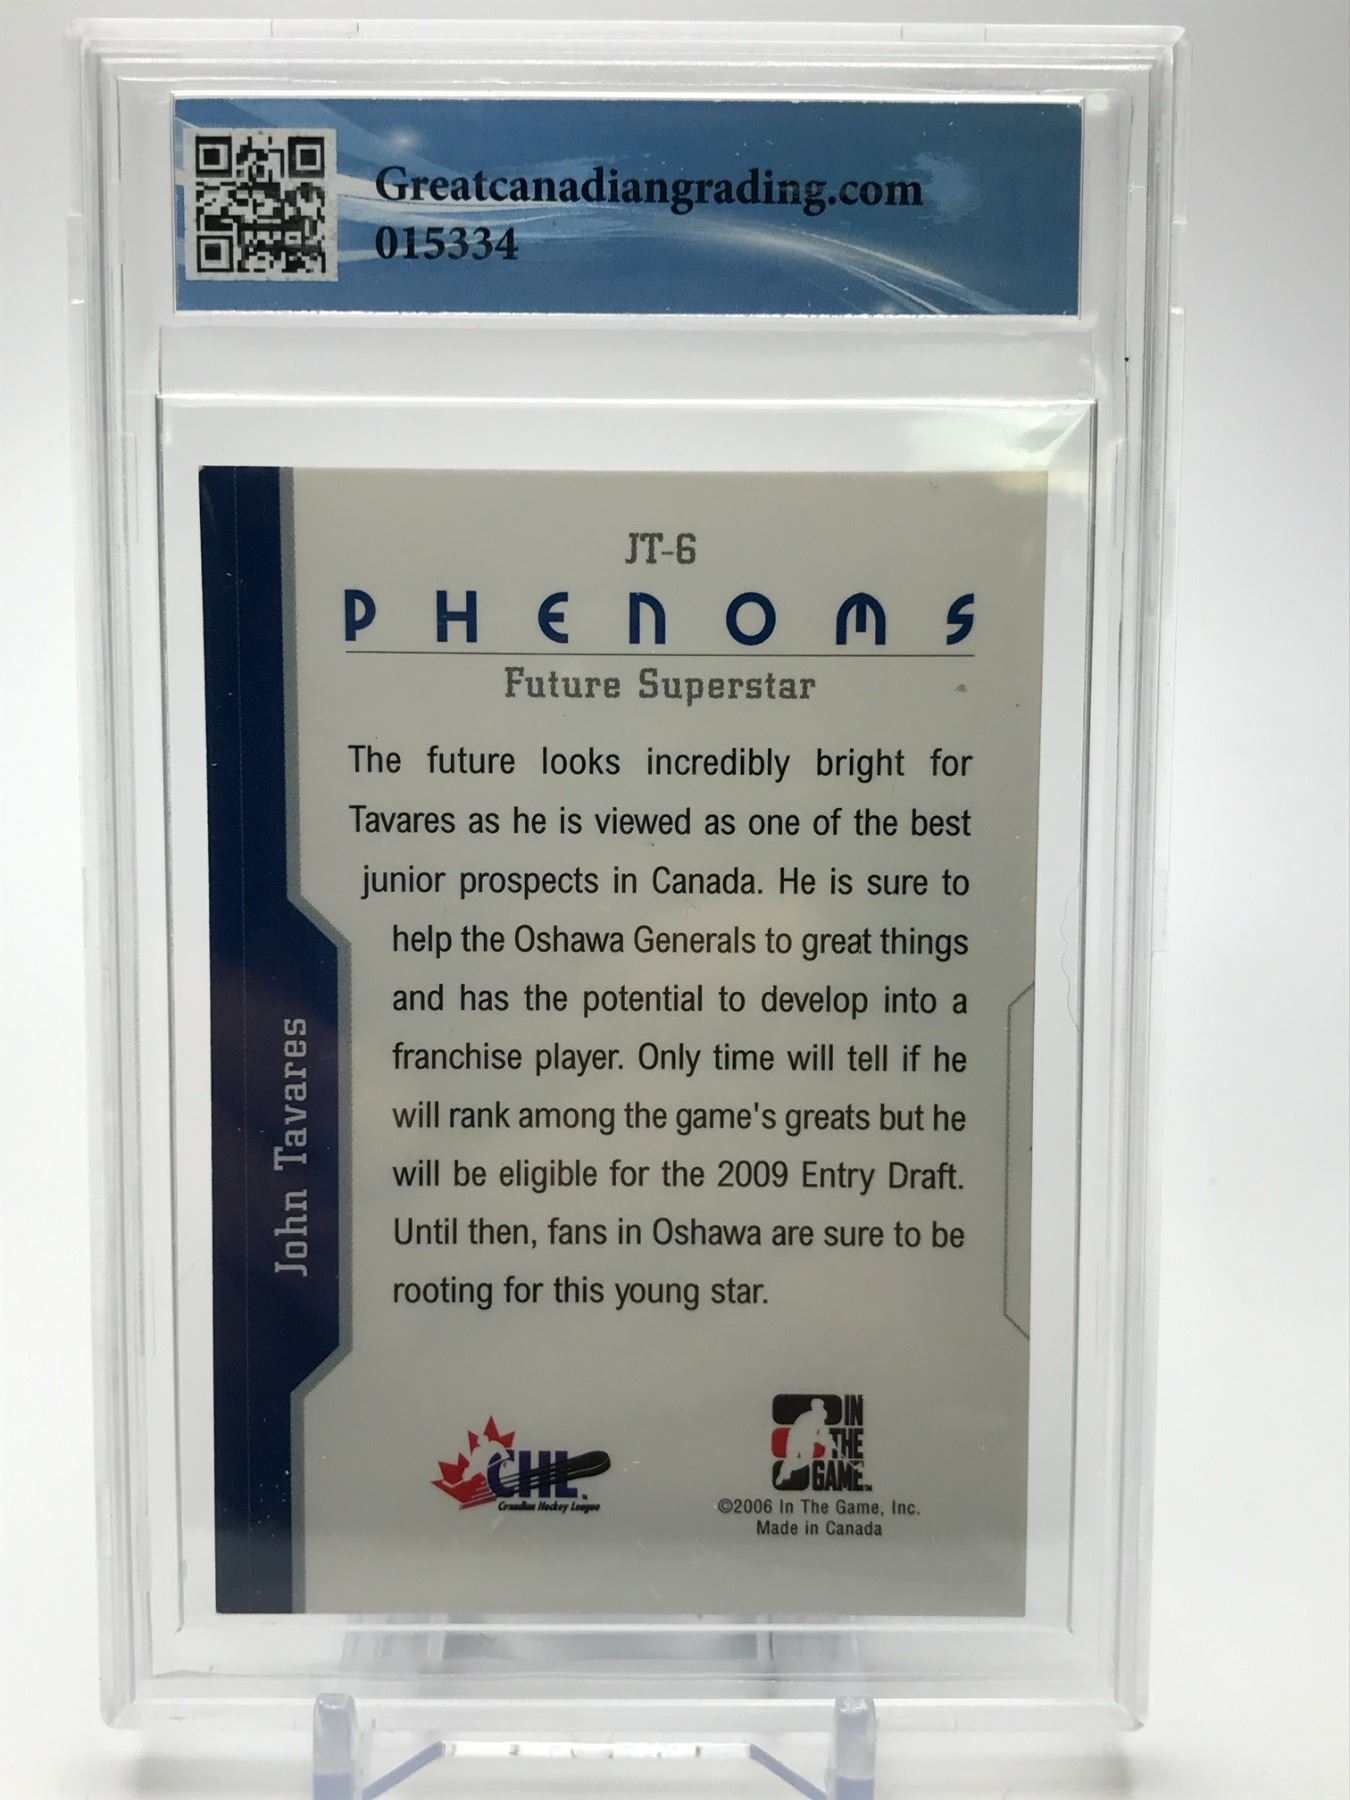 Greatcanadiangrading.com
015334
JT-6
PHENOMS
Future Superstar
The future looks incredibly bright for
Tavares as he is viewed as one of the best
junior prospects in Canada. He is sure to
help the Oshawa Generals to great things
and has the potential to develop into a
franchise player. Only time will tell if he
will rank among the game's greats but he
will be eligible for the 2009 Entry Draft.
Until then, fans in Oshawa are sure to be
rooting for this young star.
John Tavares
CHL™
Canadian Hockey League
IN
THE
GAME™
©2006 In The Game, Inc.
Made in Canada